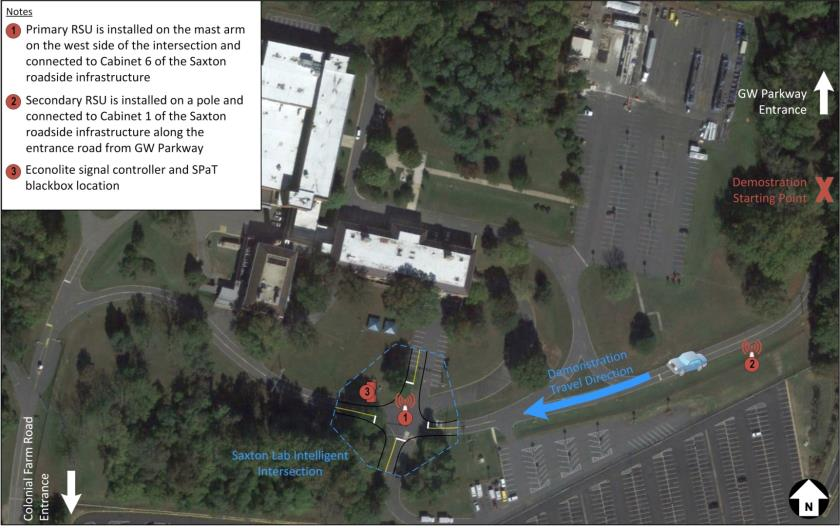 Notes
1 Primary RSU is installed on the mast arm
on the west side of the intersection and
connected to Cabinet 6 of the Saxton
roadside infrastructure
2 Secondary RSU is installed on a pole and
connected to Cabinet 1 of the Saxton
roadside infrastructure along the
entrance road from GW Parkway
3 Econolite signal controller and SPaT
blackbox location
GW Parkway
Entrance
Demostration
Starting Point
X
Demonstration
Travel Direction
2
3
1
Saxton Lab Intelligent
Intersection
Colonial Farm Road
Entrance
N